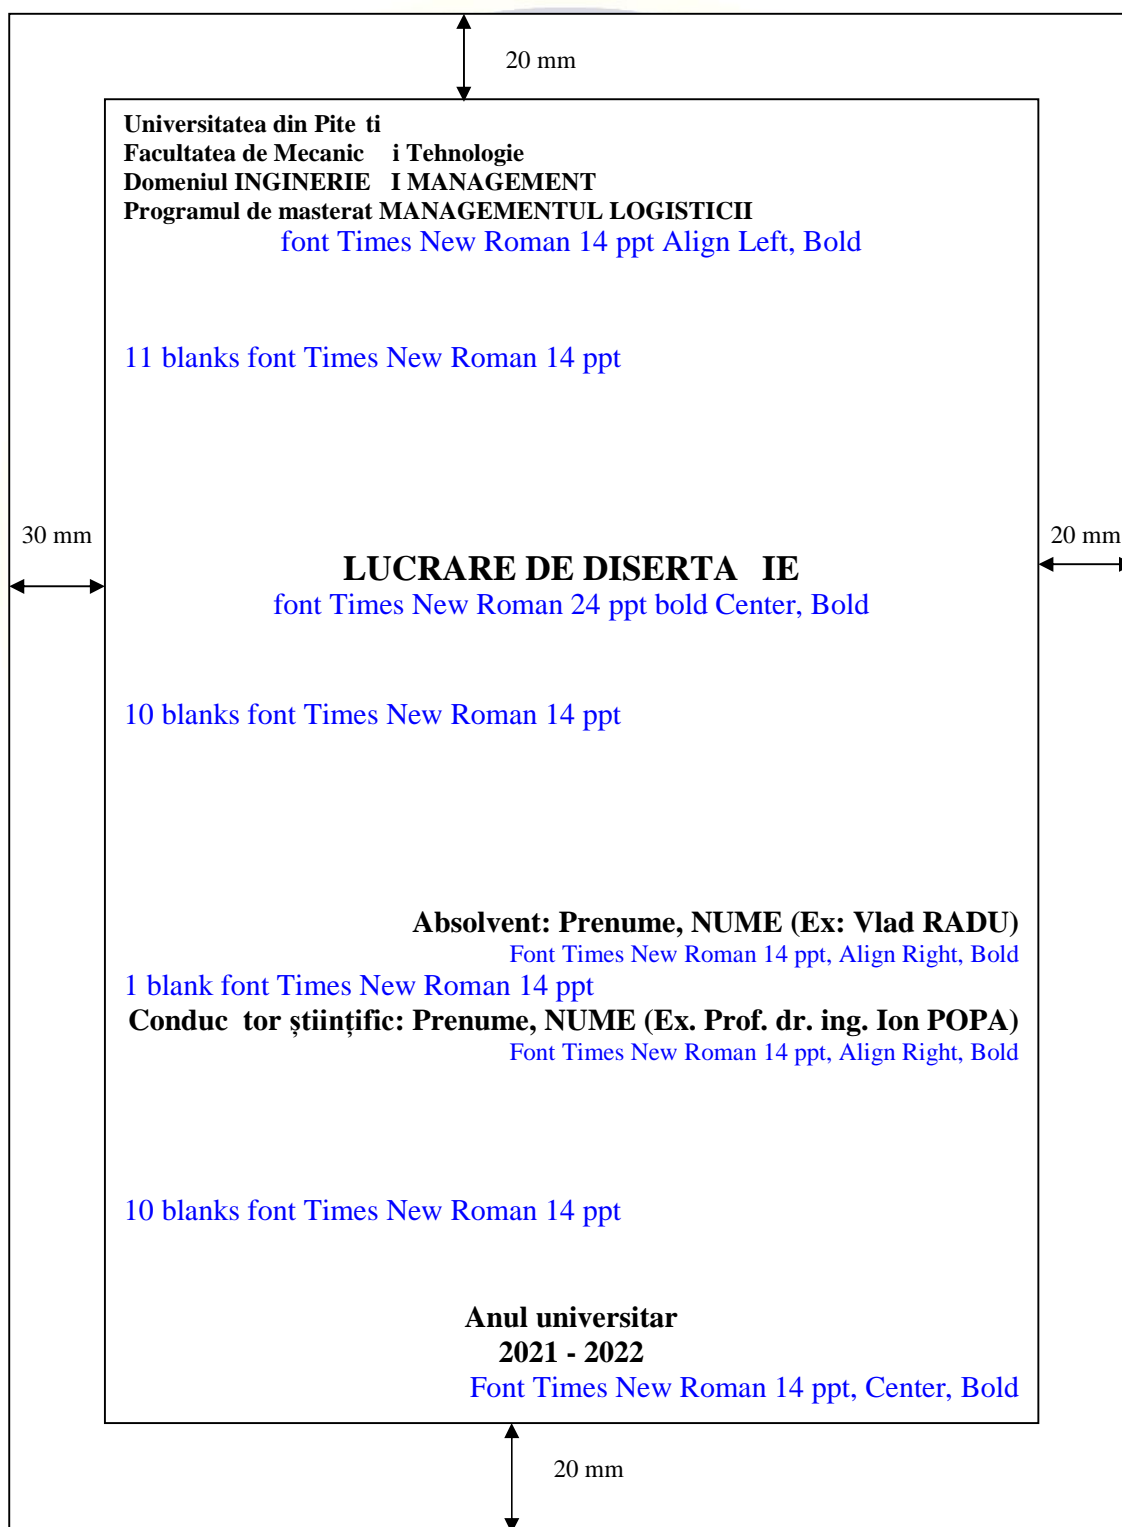 20 mm
Universitatea din Pite ti
Facultatea de Mecanic i Tehnologie
Domeniul INGINERIE I MANAGEMENT
Programul de masterat MANAGEMENTUL LOGISTICII
font Times New Roman 14 ppt Align Left, Bold
11 blanks font Times New Roman 14 ppt
30 mm
20 mm
LUCRARE DE DISERTA IE
font Times New Roman 24 ppt bold Center, Bold
10 blanks font Times New Roman 14 ppt
Absolvent: Prenume, NUME (Ex: Vlad RADU)
Font Times New Roman 14 ppt, Align Right, Bold
1 blank font Times New Roman 14 ppt
Conduc tor științific: Prenume, NUME (Ex. Prof. dr. ing. Ion POPA)
Font Times New Roman 14 ppt, Align Right, Bold
10 blanks font Times New Roman 14 ppt
Anul universitar
2021 - 2022
Font Times New Roman 14 ppt, Center, Bold
20 mm